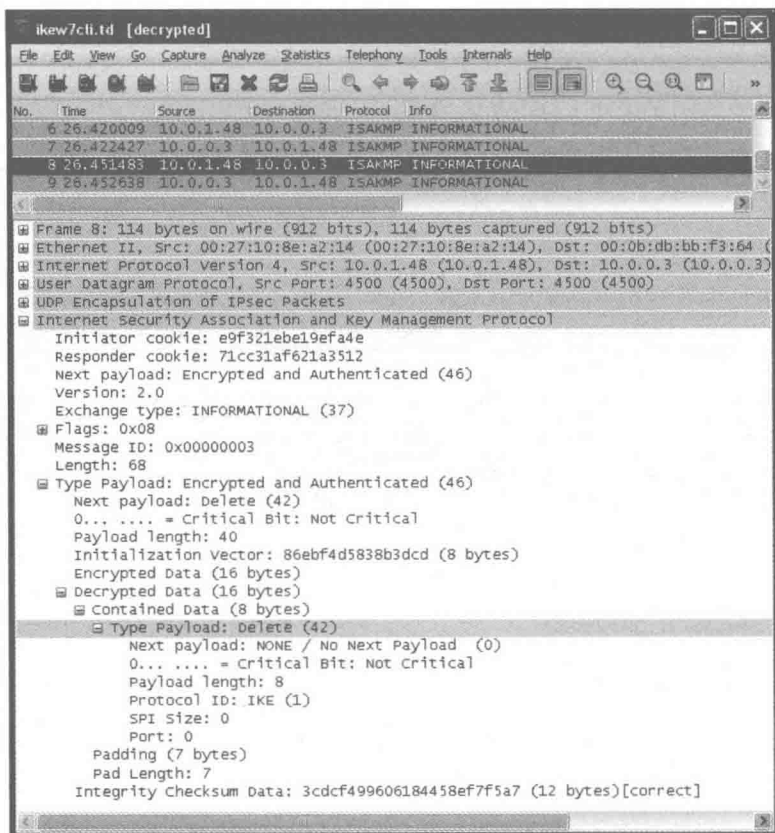 ikew7cti.td [decrypted]
File Edit View Go Capture Analyze Statistics Telephony Tools Internals Help
No. Time Source Destination Protocol Info
6 26.420009 10.0.1.48 10.0.0.3 ISAKMP INFORMATIONAL
7 26.422427 10.0.0.3 10.0.1.48 ISAKMP INFORMATIONAL
8 26.451483 10.0.1.48 10.0.0.3 ISAKMP INFORMATIONAL
9 26.452638 10.0.0.3 10.0.1.48 ISAKMP INFORMATIONAL
Frame 8: 114 bytes on wire (912 bits), 114 bytes captured (912 bits)
Ethernet II, Src: 00:27:10:8e:a2:14 (00:27:10:8e:a2:14), Dst: 00:0b:db:bb:f3:64 (
Internet Protocol Version 4, Src: 10.0.1.48 (10.0.1.48), Dst: 10.0.0.3 (10.0.0.3)
User Datagram Protocol, Src Port: 4500 (4500), Dst Port: 4500 (4500)
UDP Encapsulation of IPsec Packets
Internet Security Association and Key Management Protocol
Initiator cookie: e9f321ebe19efa4e
Responder cookie: 71cc31af621a3512
Next payload: Encrypted and Authenticated (46)
Version: 2.0
Exchange type: INFORMATIONAL (37)
Flags: 0x08
Message ID: 0x00000003
Length: 68
Type Payload: Encrypted and Authenticated (46)
Next payload: Delete (42)
0... .... = Critical Bit: Not Critical
Payload length: 40
Initialization Vector: 86ebf4d5838b3dcd (8 bytes)
Encrypted Data (16 bytes)
Decrypted Data (16 bytes)
Contained Data (8 bytes)
Type Payload: Delete (42)
Next payload: NONE / No Next Payload (0)
0... .... = Critical Bit: Not Critical
Payload length: 8
Protocol ID: IKE (1)
SPI Size: 0
Port: 0
Padding (7 bytes)
Pad Length: 7
Integrity Checksum Data: 3cdcf499606184458ef7f5a7 (12 bytes)[correct]